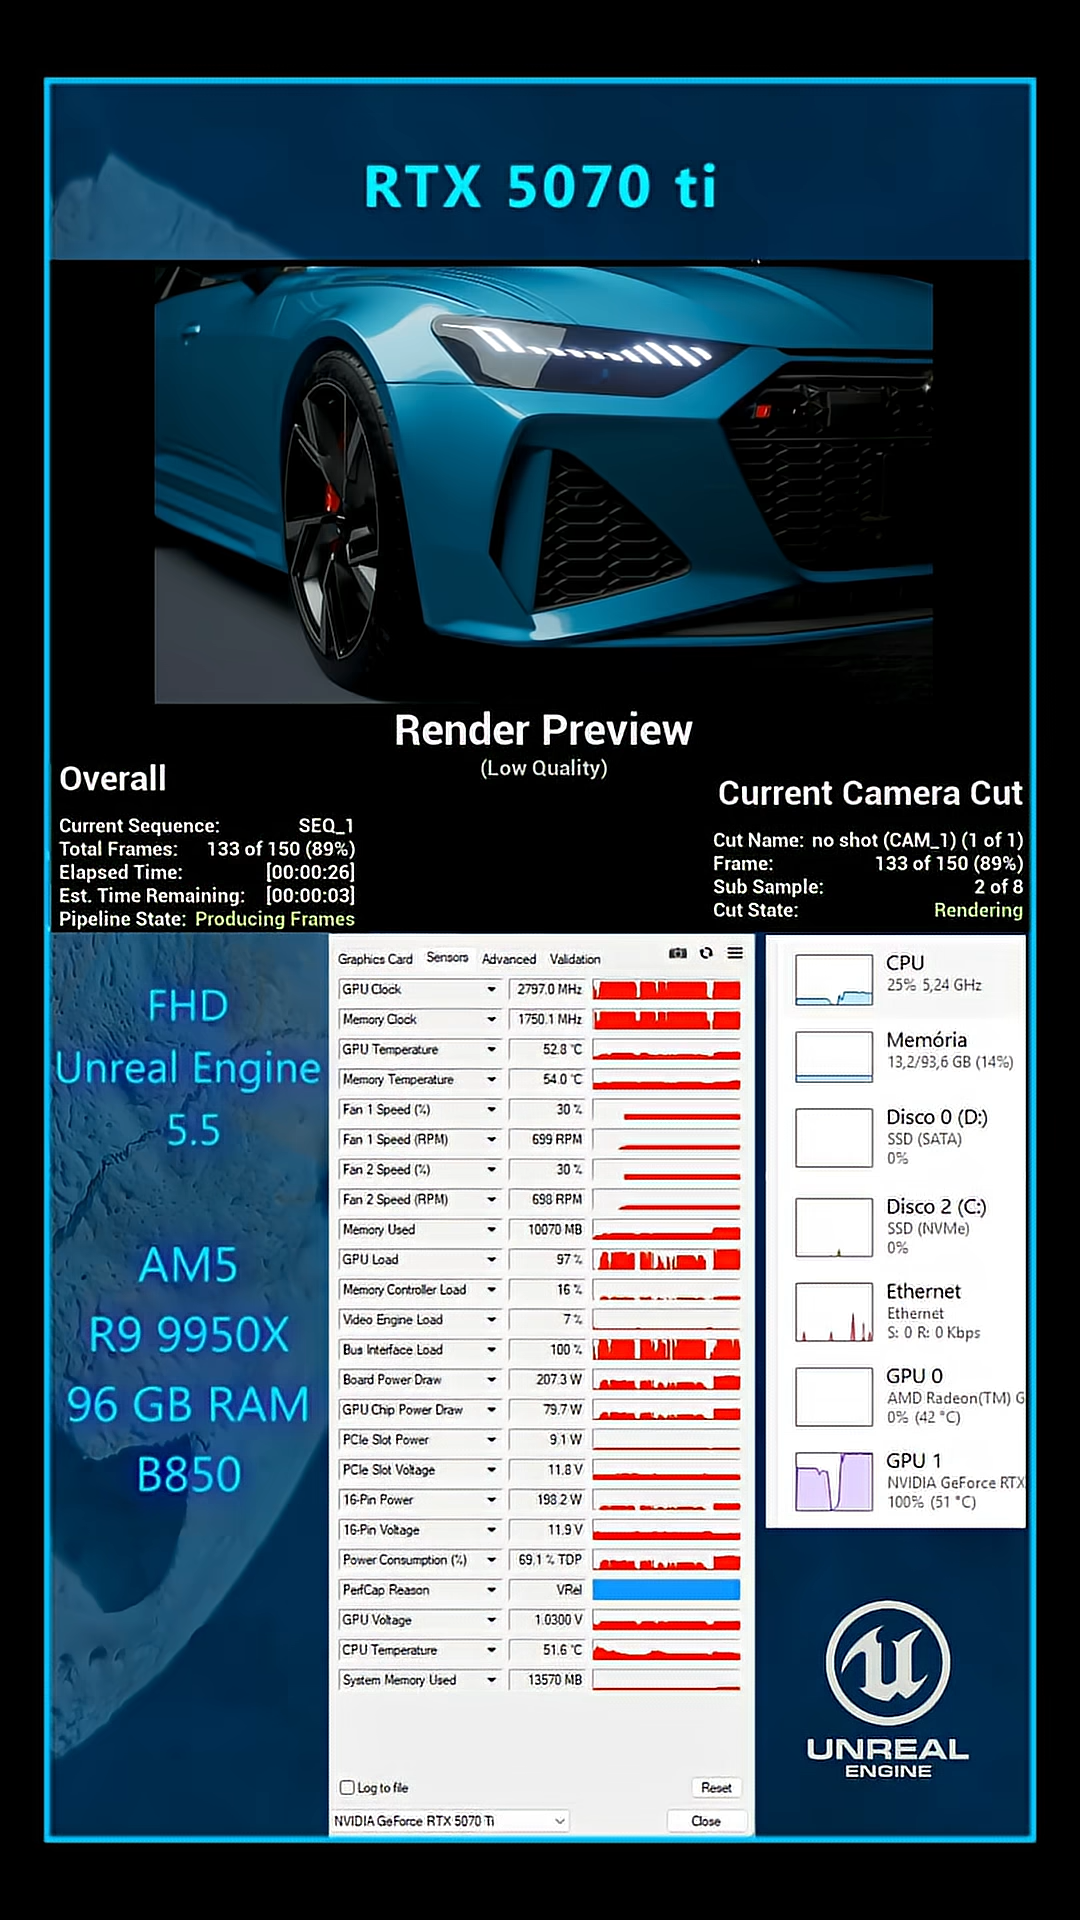 RTX 5070 ti
Render Preview
(Low Quality)
Overall
Current Sequence: SEQ_1
Total Frames: 133 of 150 (89%)
Elapsed Time: [00:00:26]
Est. Time Remaining: [00:00:03]
Pipeline State: Producing Frames
Current Camera Cut
Cut Name: no shot (CAM_1) (1 of 1)
Frame: 133 of 150 (89%)
Sub Sample: 2 of 8
Cut State: Rendering
FHD
Unreal Engine
5.5
AM5
R9 9950X
96 GB RAM
B850
Graphics Card Sensors Advanced Validation
GPU Clock 2797.0 MHz
Memory Clock 1750.1 MHz
GPU Temperature 52.8 °C
Memory Temperature 54.0 °C
Fan 1 Speed (%) 30 %
Fan 1 Speed (RPM) 699 RPM
Fan 2 Speed (%) 30 %
Fan 2 Speed (RPM) 698 RPM
Memory Used 10070 MB
GPU Load 97 %
Memory Controller Load 16 %
Video Engine Load 7 %
Bus Interface Load 100 %
Board Power Draw 207.3 W
GPU Chip Power Draw 79.7 W
PCIe Slot Power 9.1 W
PCIe Slot Voltage 11.8 V
16-Pin Power 198.2 W
16-Pin Voltage 11.9 V
Power Consumption (%) 69.1 % TDP
PerfCap Reason VRel
GPU Voltage 1.0300 V
CPU Temperature 51.6 °C
System Memory Used 13570 MB
Log to file
Reset
NVIDIA GeForce RTX 5070 Ti
Close
CPU
25% 5,24 GHz
Memória
13,2/93,6 GB (14%)
Disco 0 (D:)
SSD (SATA)
0%
Disco 2 (C:)
SSD (NVMe)
0%
Ethernet
Ethernet
S: 0 R: 0 Kbps
GPU 0
AMD Radeon(TM) G
0% (42 °C)
GPU 1
NVIDIA GeForce RTX
100% (51 °C)
UNREAL
ENGINE